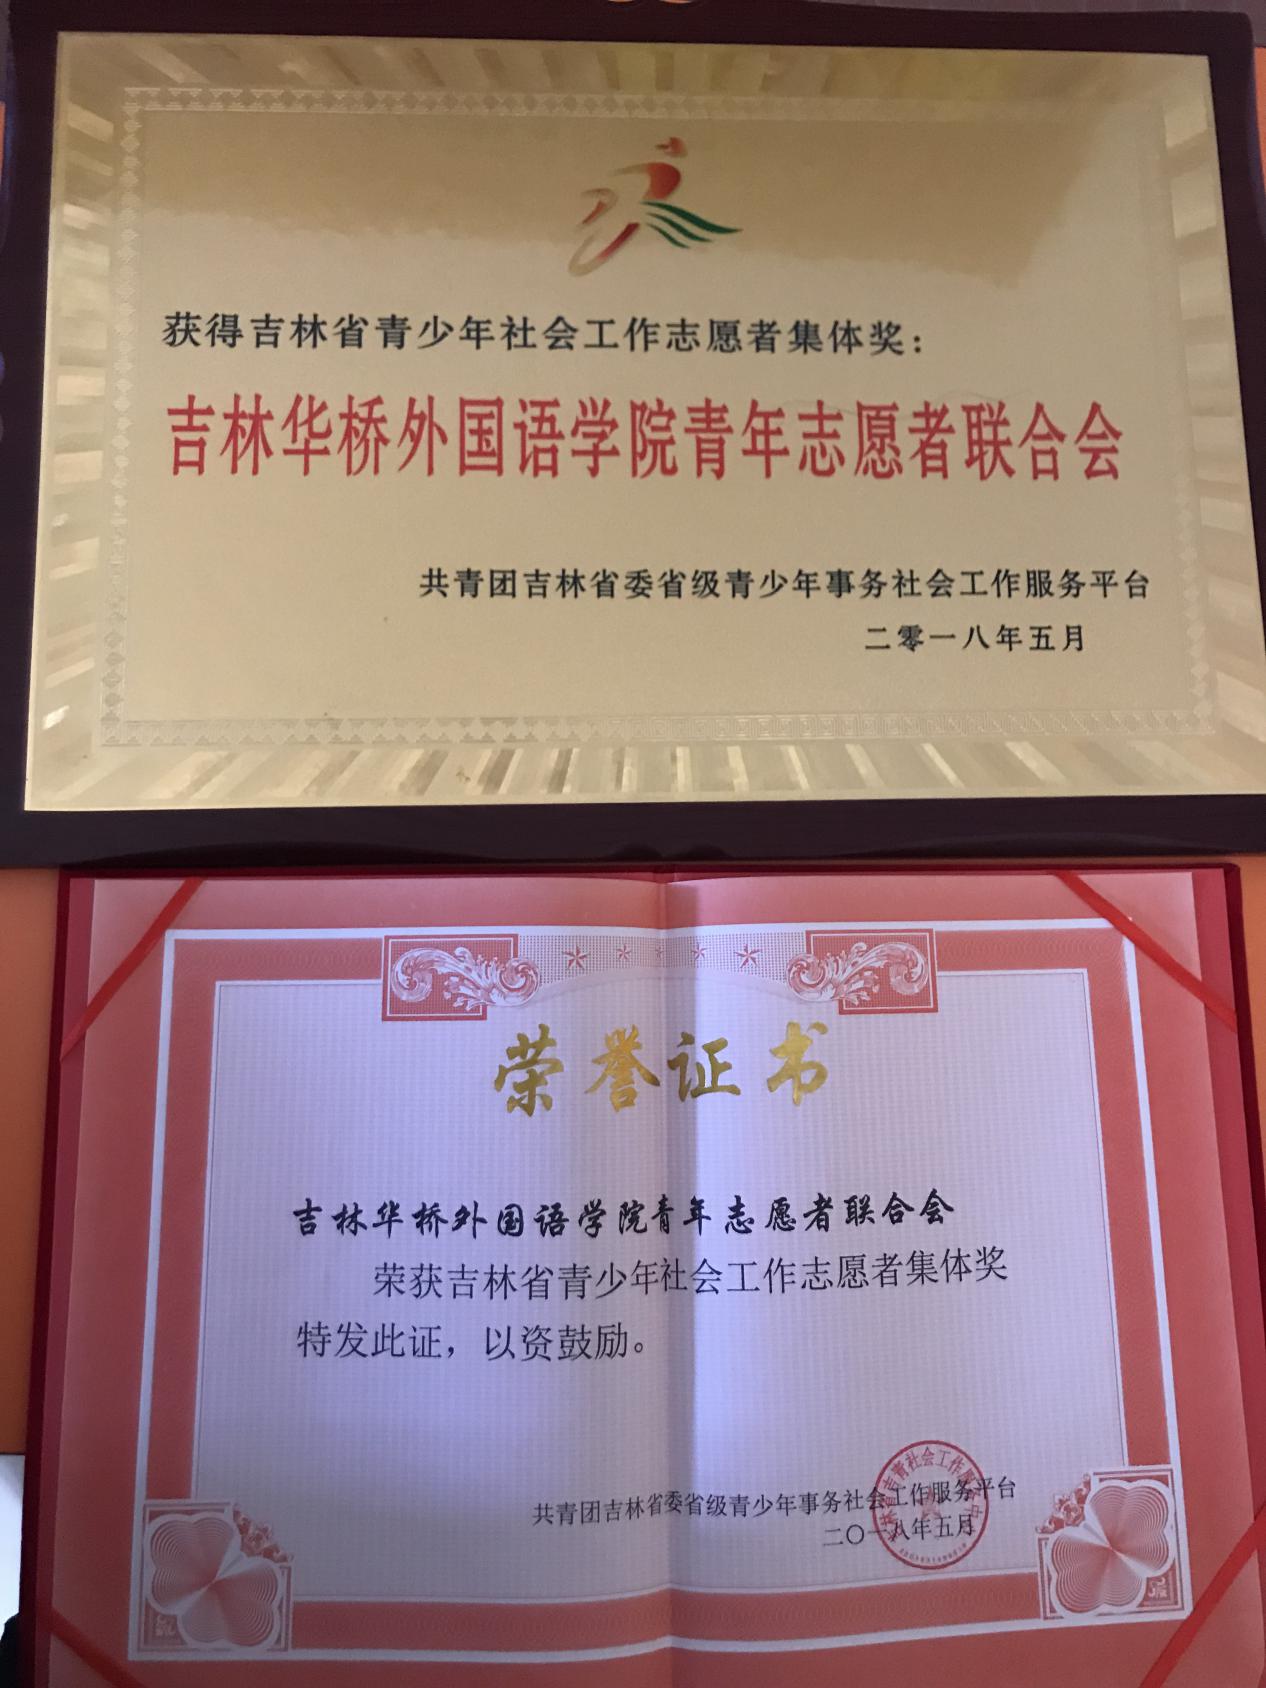 获得吉林省青少年社会工作志愿者集体奖:
吉林华桥外国语学院青年志愿者联合会
共青团吉林省委省级青少年事务社会工作服务平台
二零一八年五月
荣誉证书
吉林华桥外国语学院青年志愿者联合会
荣获吉林省青少年社会工作志愿者集体奖
特发此证，以资鼓励。
共青团吉林省委省级青少年事务社会工作服务平台
二〇一八年五月